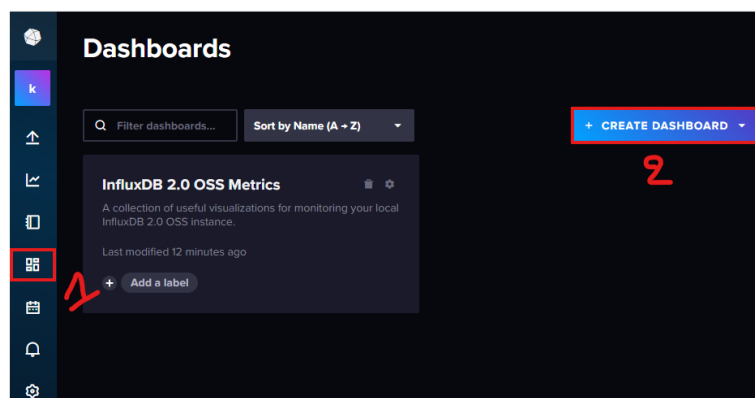 Dashboards
k
Filter dashboards...
Sort by Name (A → Z)
+ CREATE DASHBOARD
2
InfluxDB 2.0 OSS Metrics
A collection of useful visualizations for monitoring your local
InfluxDB 2.0 OSS instance.
Last modified 12 minutes ago
1
+ Add a label